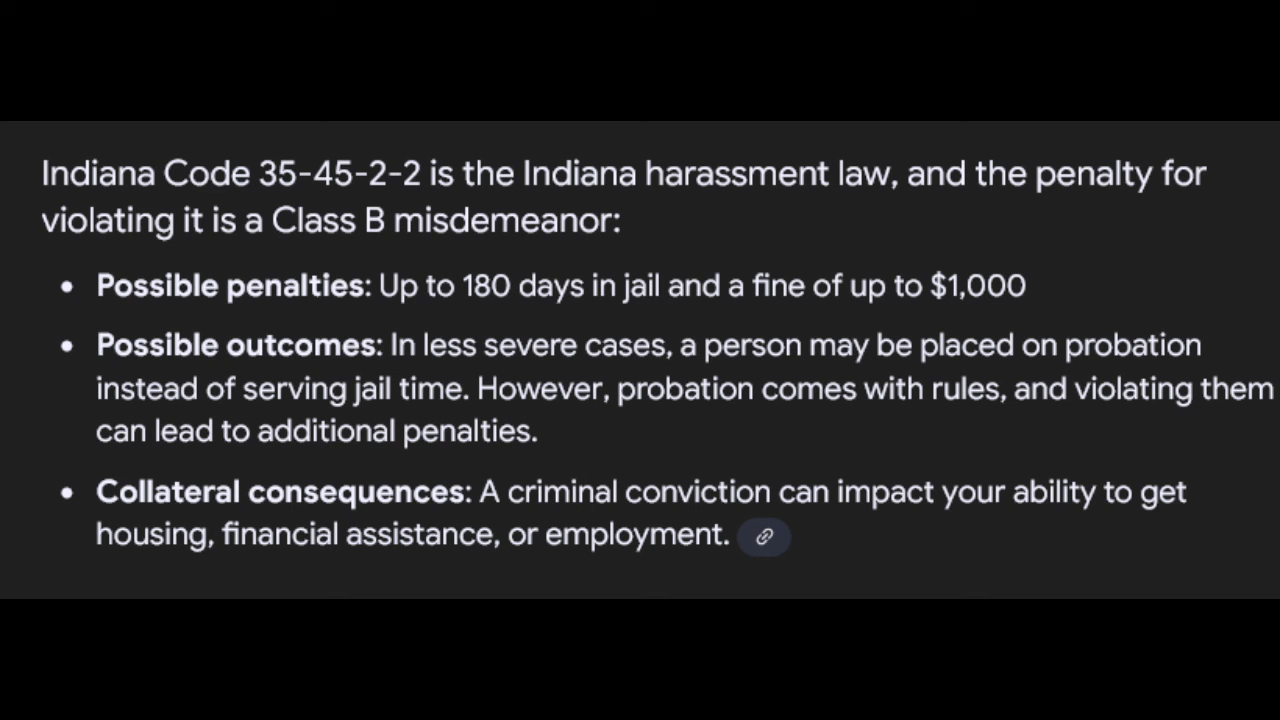 Indiana Code 35-45-2-2 is the Indiana harassment law, and the penalty for
violating it is a Class B misdemeanor:
• Possible penalties: Up to 180 days in jail and a fine of up to $1,000
• Possible outcomes: In less severe cases, a person may be placed on probation
instead of serving jail time. However, probation comes with rules, and violating them
can lead to additional penalties.
• Collateral consequences: A criminal conviction can impact your ability to get
housing, financial assistance, or employment.